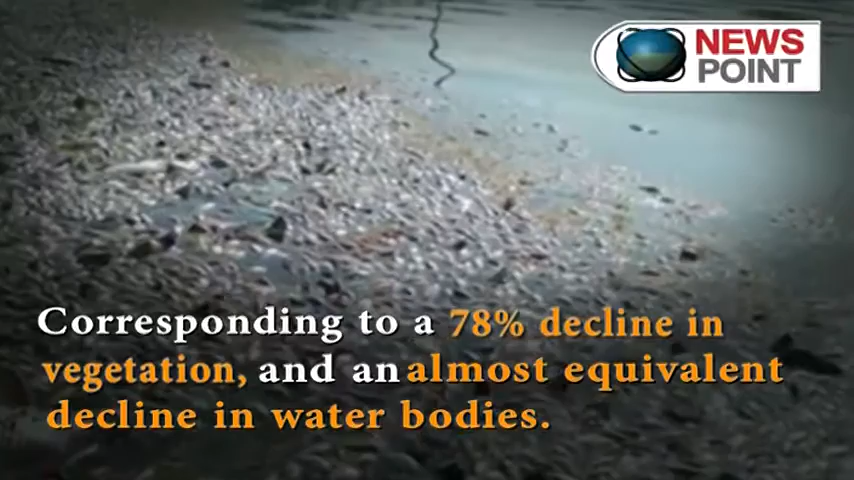 NEWS
POINT
Corresponding to a 78% decline in
vegetation, and an almost equivalent
decline in water bodies.